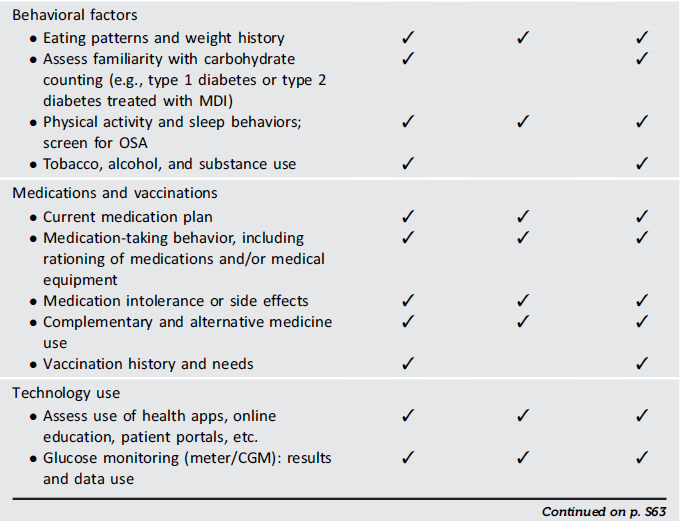 Behavioral factors
• Eating patterns and weight history ✓ ✓ ✓
• Assess familiarity with carbohydrate ✓ ✓
counting (e.g., type 1 diabetes or type 2
diabetes treated with MDI)
• Physical activity and sleep behaviors; ✓ ✓ ✓
screen for OSA
• Tobacco, alcohol, and substance use ✓ ✓
Medications and vaccinations
• Current medication plan ✓ ✓ ✓
• Medication-taking behavior, including ✓ ✓ ✓
rationing of medications and/or medical
equipment
• Medication intolerance or side effects ✓ ✓ ✓
• Complementary and alternative medicine ✓ ✓ ✓
use
• Vaccination history and needs ✓ ✓
Technology use
• Assess use of health apps, online ✓ ✓ ✓
education, patient portals, etc.
• Glucose monitoring (meter/CGM): results ✓ ✓ ✓
and data use
Continued on p. S63